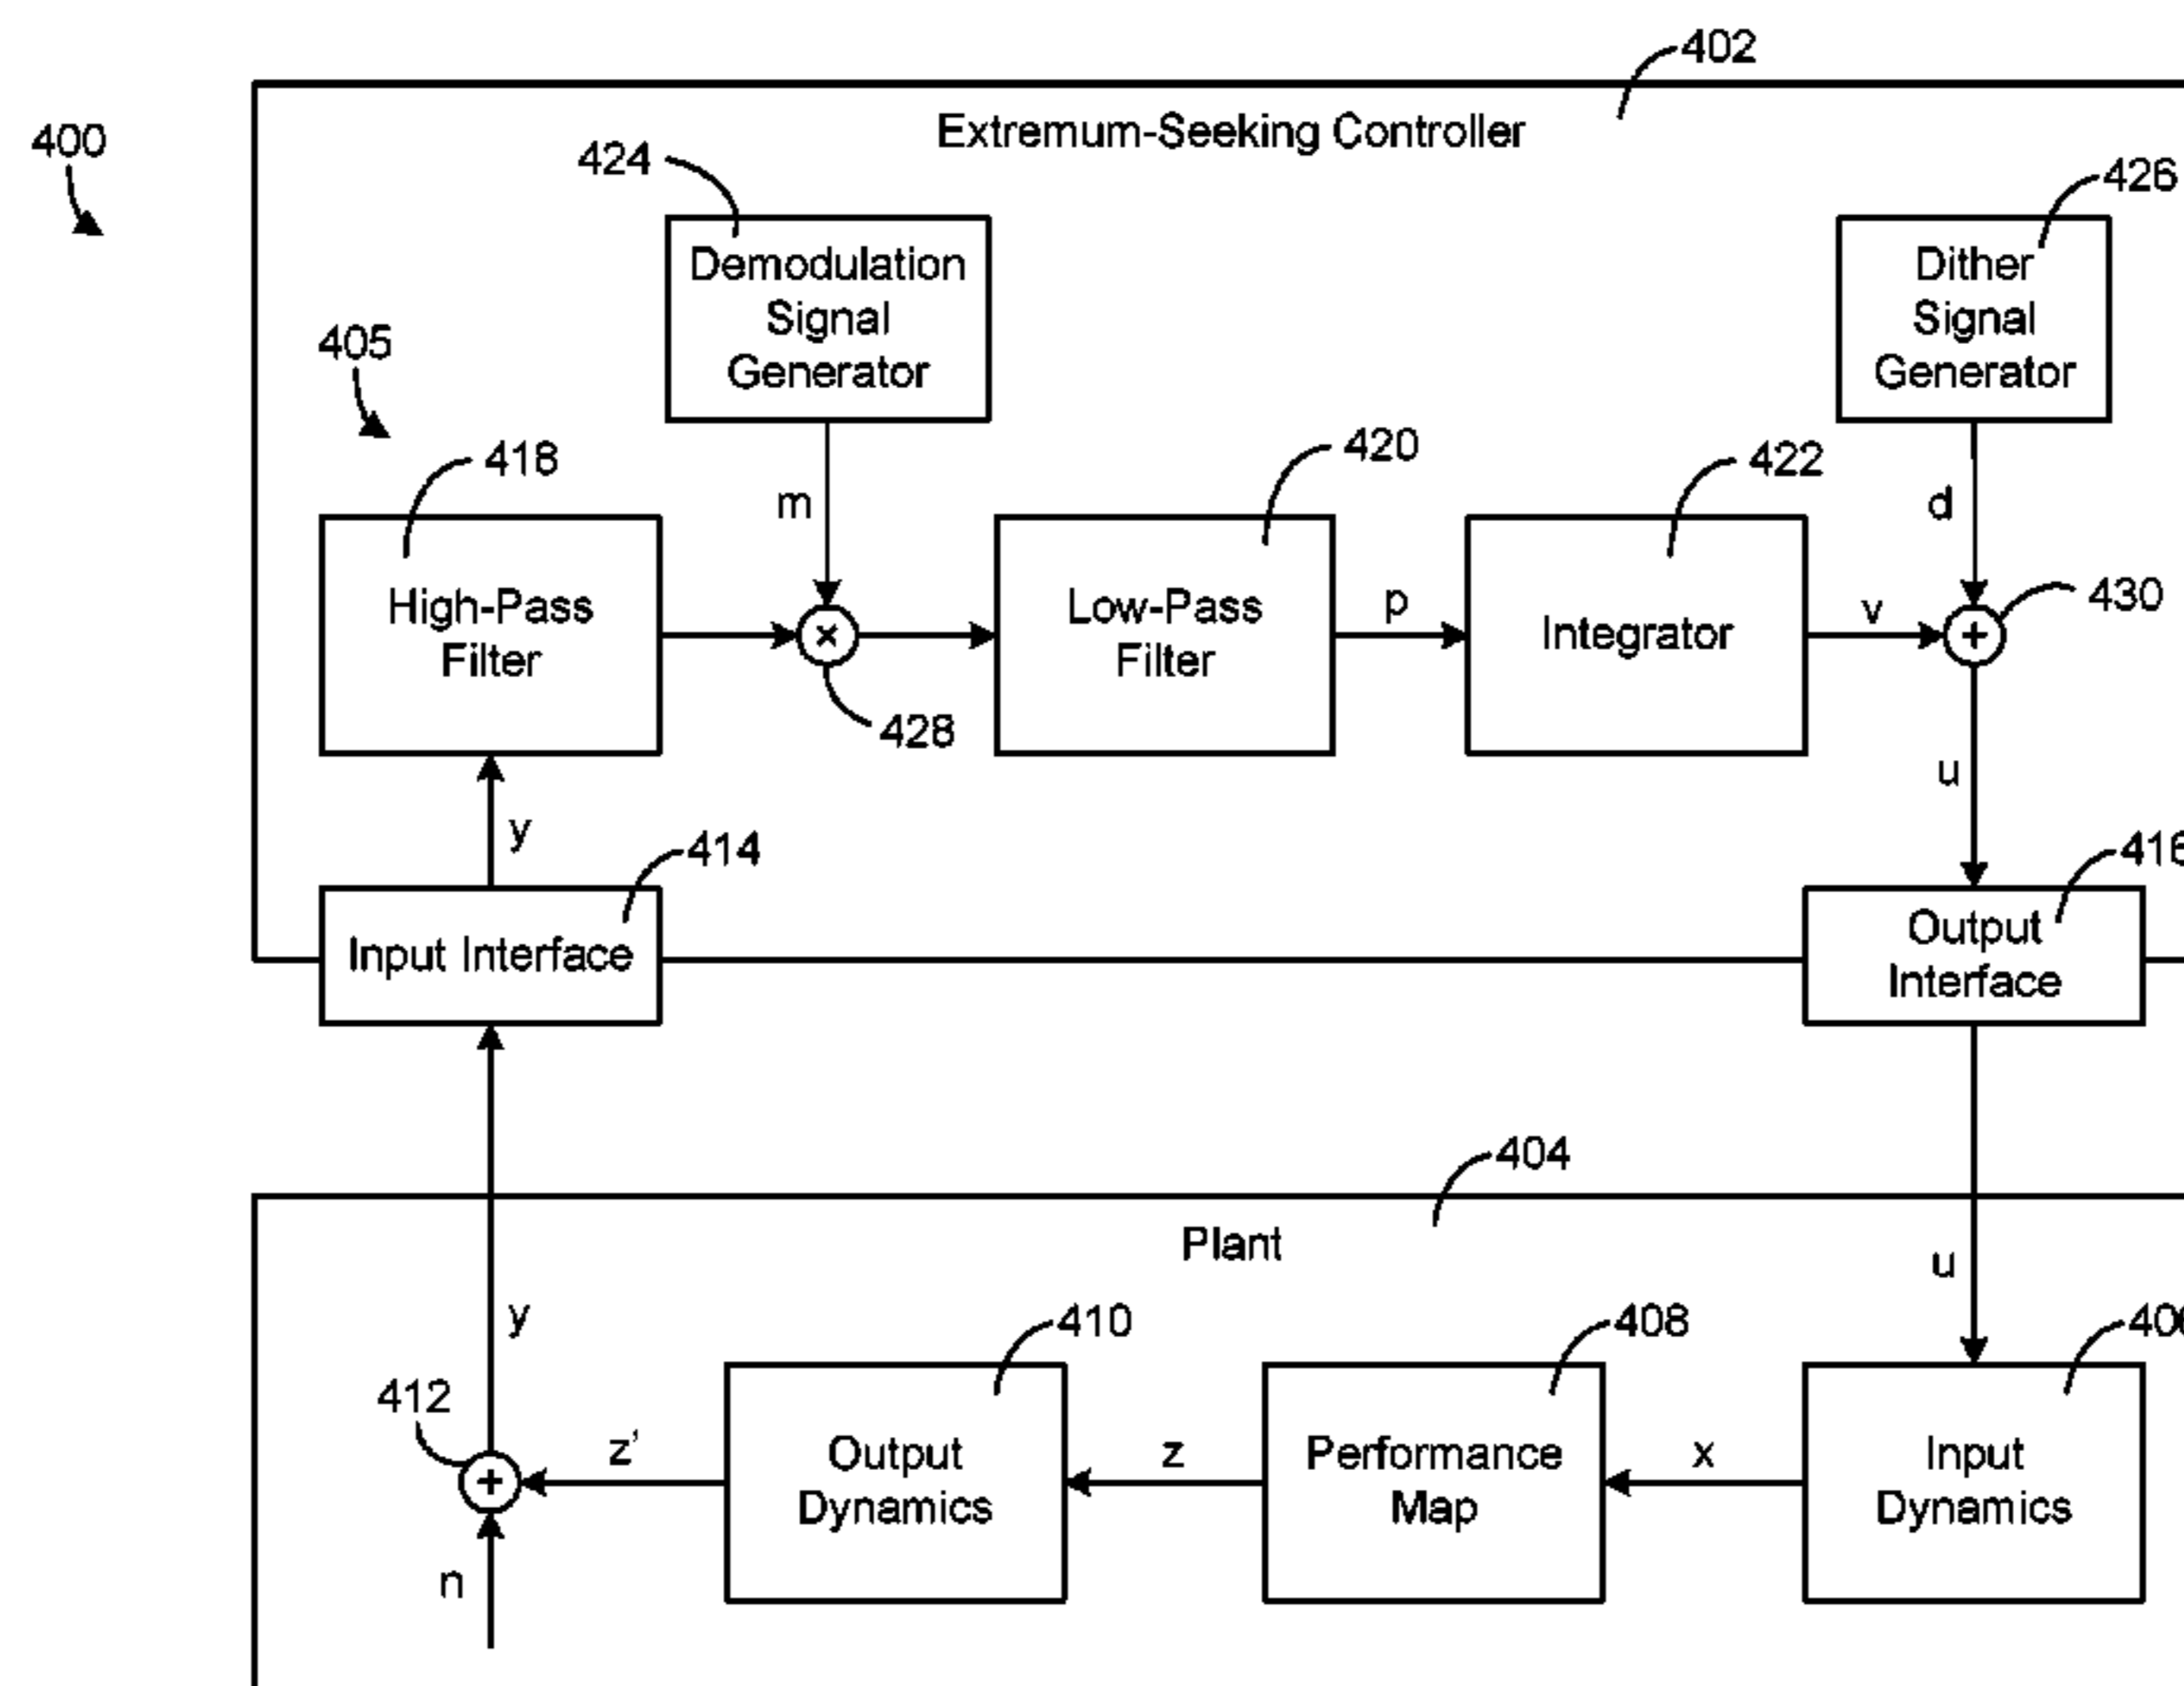 402
Extremum-Seeking Controller
400
424
426
Demodulation
Signal
Generator
Dither
Signal
Generator
405
418
420
422
m
d
High-Pass
Filter
×
Low-Pass
Filter
p
Integrator
v
+
430
428
u
y
414
Input Interface
Output
Interface
404
Plant
u
y
410
408
412
z'
Output
Dynamics
z
Performance
Map
x
Input
Dynamics
+
n